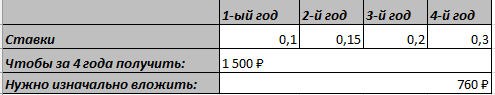 1-ый год 2-й год 3-й год 4-й год
Ставки 0,1 0,15 0,2 0,3
Чтобы за 4 года получить: 1 500 ₽
Нужно изначально вложить: 760 ₽